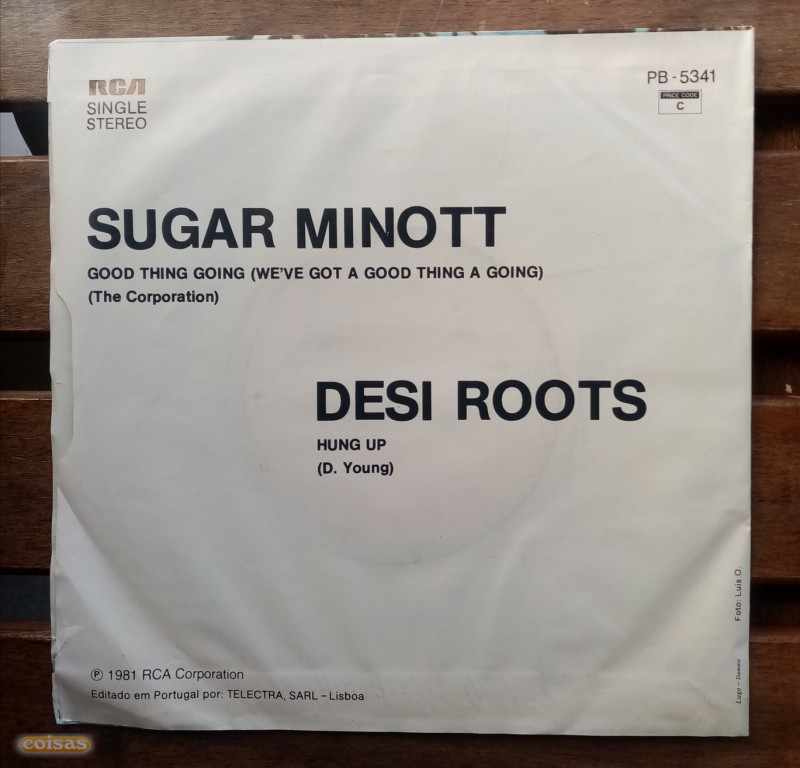 RCA
SINGLE
STEREO
PB-5341
PRICE CODE
C
SUGAR MINOTT
GOOD THING GOING (WE'VE GOT A GOOD THING A GOING)
(The Corporation)
DESI ROOTS
HUNG UP
(D. Young)
Foto: Luis O.
Ⓟ 1981 RCA Corporation
Editado em Portugal por: TELECTRA, SARL – Lisboa
coisas